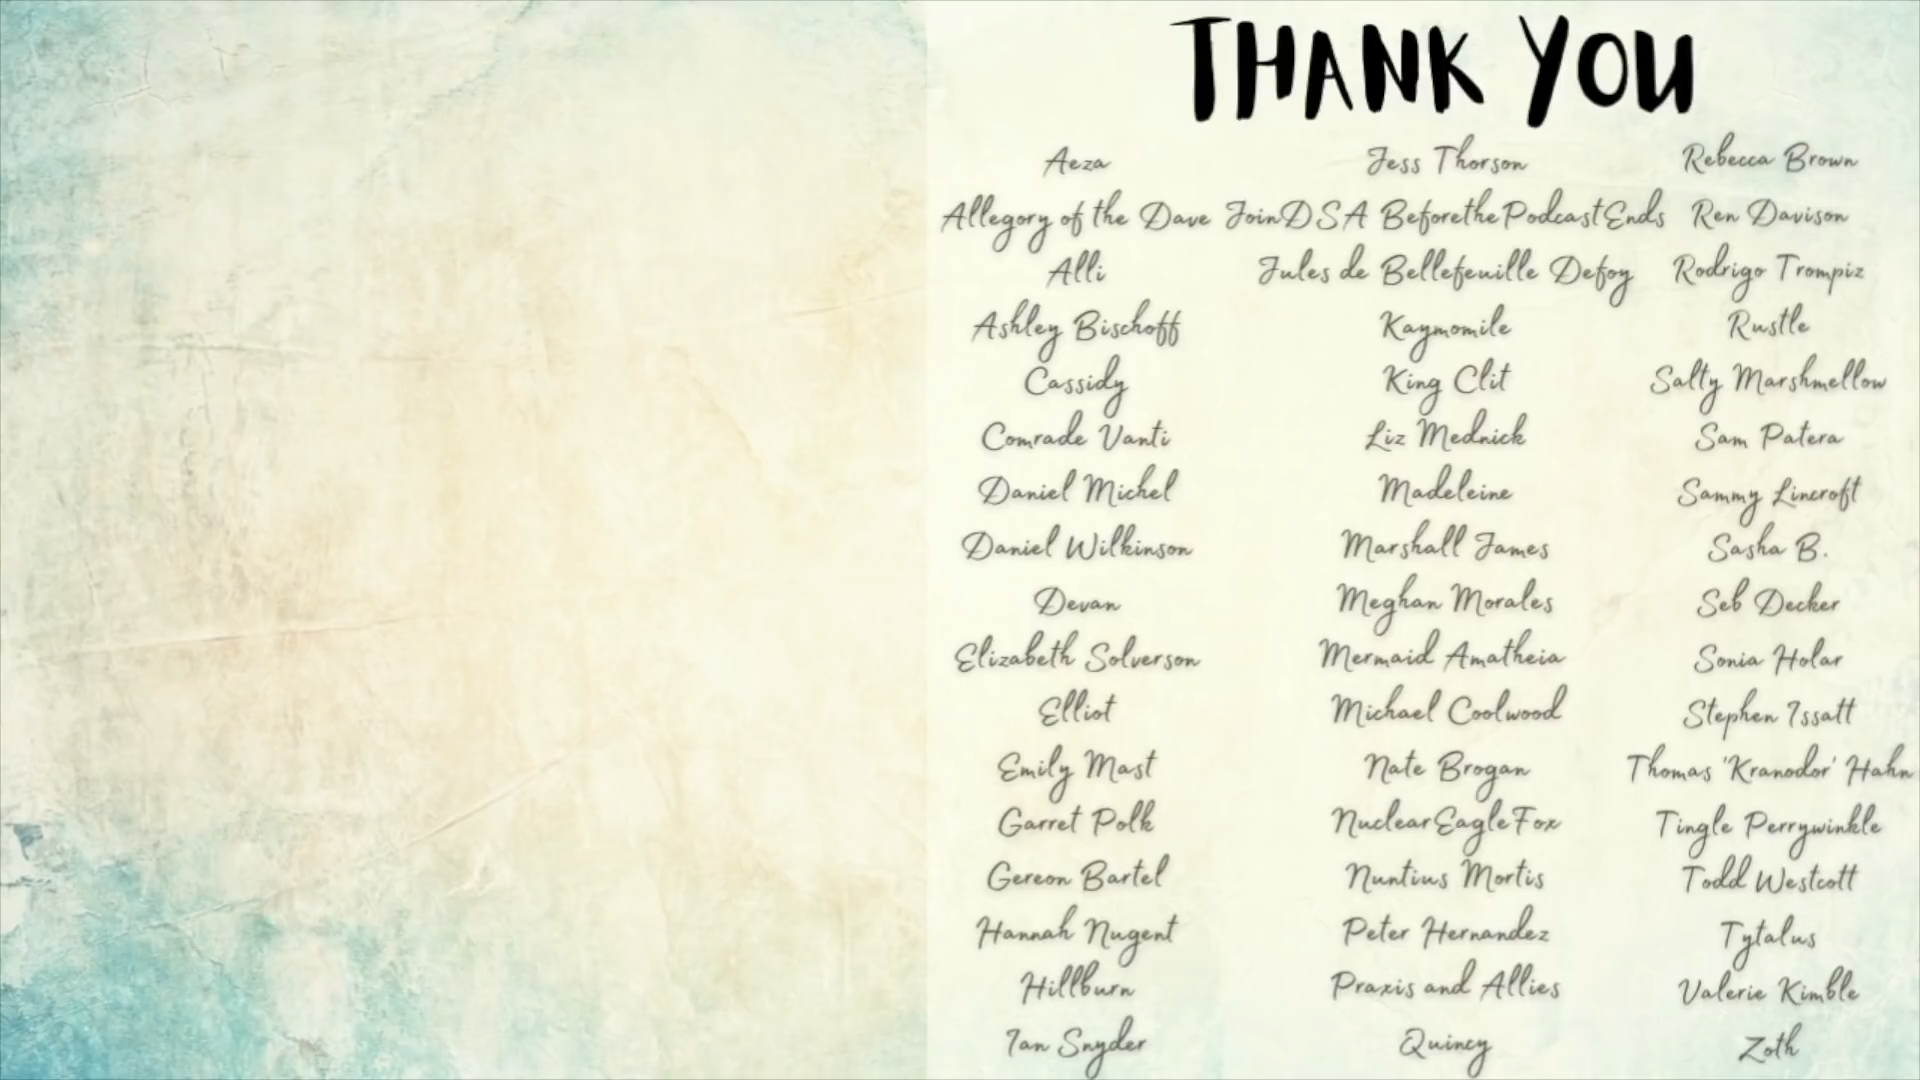 THANK YOU
Aeza
Allegory of the Dave
Alli
Ashley Bischoff
Cassidy
Comrade Vanti
Daniel Michel
Daniel Wilkinson
Devan
Elizabeth Solverson
Elliot
Emily Mast
Garret Polk
Gereon Bartel
Hannah Nugent
Hillburn
Ian Snyder
Jess Thorson
JoinDSA BeforethePodcastEnds
Jules de Bellefeuille Defoy
Kaymomile
King Clit
Liz Mednick
Madeleine
Marshall James
Meghan Morales
Mermaid Amatheia
Michael Coolwood
Nate Brogan
NuclearEagleFox
Nuntius Mortis
Peter Hernandez
Praxis and Allies
Quincy
Rebecca Brown
Ren Davison
Rodrigo Trompiz
Rustle
Salty Marshmellow
Sam Patera
Sammy Lincroft
Sasha B.
Seb Decker
Sonia Holar
Stephen Issatt
Thomas 'Kranodor' Hahn
Tingle Perrywinkle
Todd Westcott
Tytalus
Valerie Kimble
Zoth